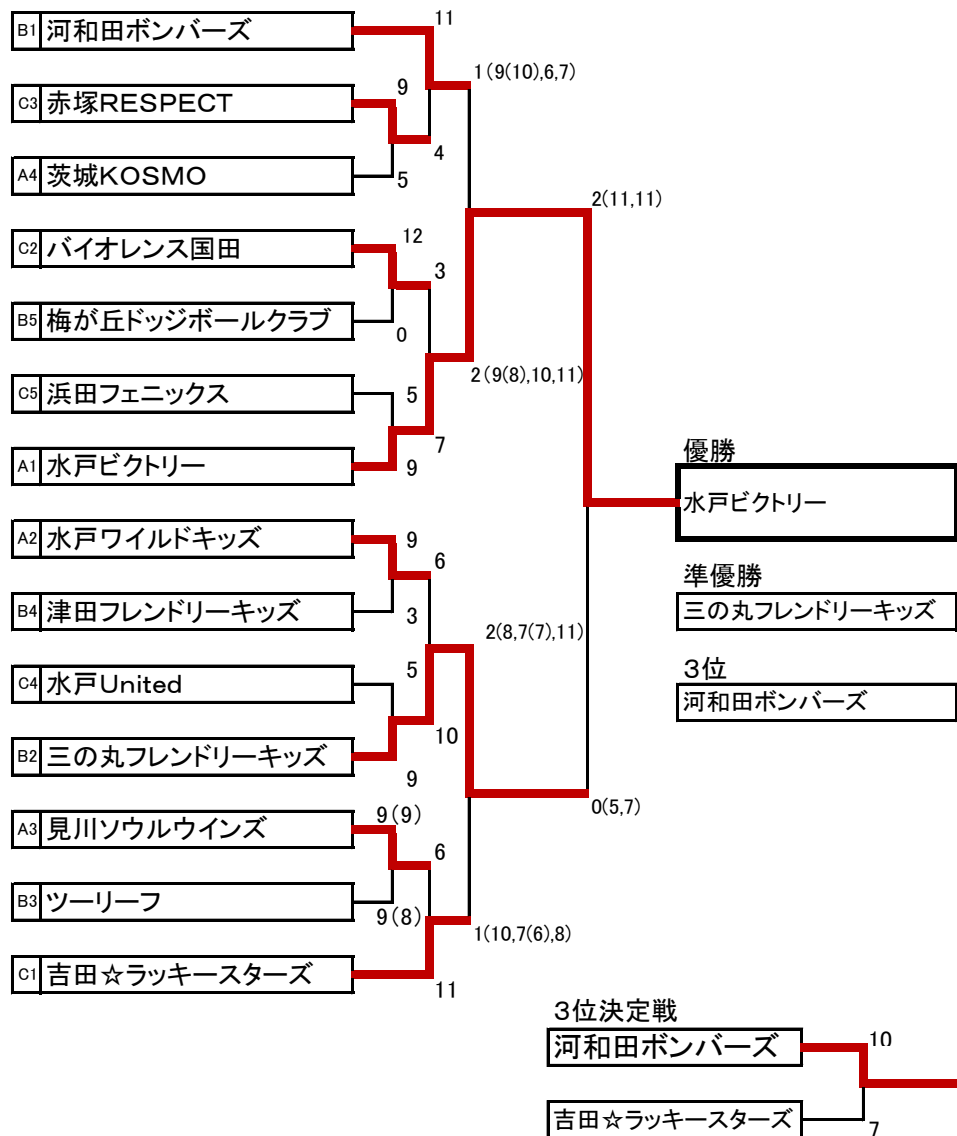 11
B1 河和田ボンバーズ
1(9(10),6,7)
9
C3 赤塚RESPECT
4
A4 茨城KOSMO
5
2(11,11)
12
C2 バイオレンス国田
3
B5 梅が丘ドッジボールクラブ
0
2(9(8),10,11)
C5 浜田フェニックス
5
7
A1 水戸ビクトリー
9
優勝
水戸ビクトリー
A2 水戸ワイルドキッズ
9
6
準優勝
三の丸フレンドリーキッズ
B4 津田フレンドリーキッズ
3
2(8,7(7),11)
3位
河和田ボンバーズ
C4 水戸United
5
10
B2 三の丸フレンドリーキッズ
9
0(5,7)
9(9)
A3 見川ソウルウインズ
6
B3 ツーリーフ
9(8)
1(10,7(6),8)
C1 吉田☆ラッキースターズ
11
3位決定戦
河和田ボンバーズ
10
吉田☆ラッキースターズ
7